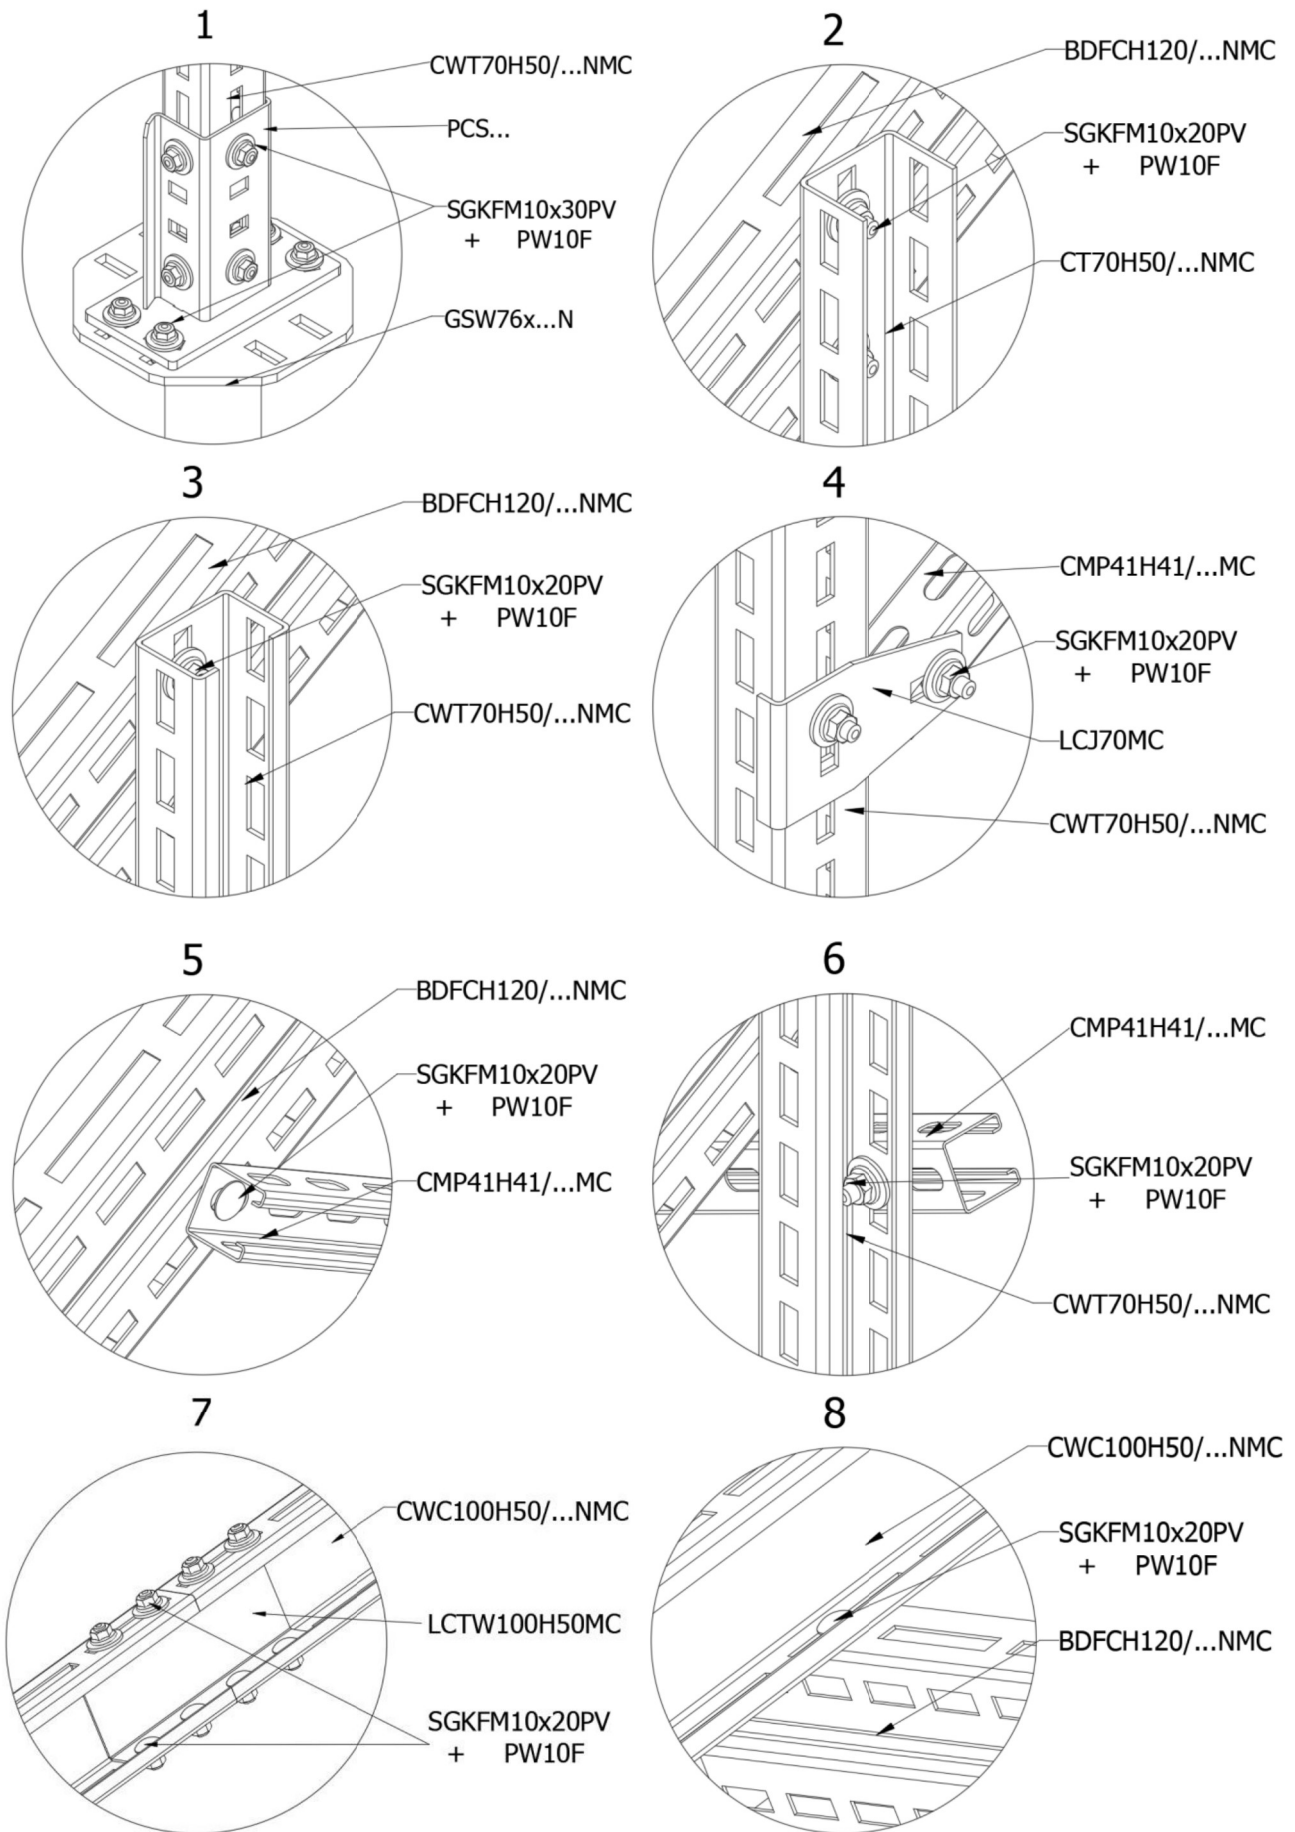 1
CWT70H50/...NMC
PCS...
SGKFM10x30PV
+ PW10F
GSW76x...N
2
BDFCH120/...NMC
SGKFM10x20PV
+ PW10F
CT70H50/...NMC
3
BDFCH120/...NMC
SGKFM10x20PV
+ PW10F
CWT70H50/...NMC
4
CMP41H41/...MC
SGKFM10x20PV
+ PW10F
LCJ70MC
CWT70H50/...NMC
5
BDFCH120/...NMC
SGKFM10x20PV
+ PW10F
CMP41H41/...MC
6
CMP41H41/...MC
SGKFM10x20PV
+ PW10F
CWT70H50/...NMC
7
CWC100H50/...NMC
LCTW100H50MC
SGKFM10x20PV
+ PW10F
8
CWC100H50/...NMC
SGKFM10x20PV
+ PW10F
BDFCH120/...NMC